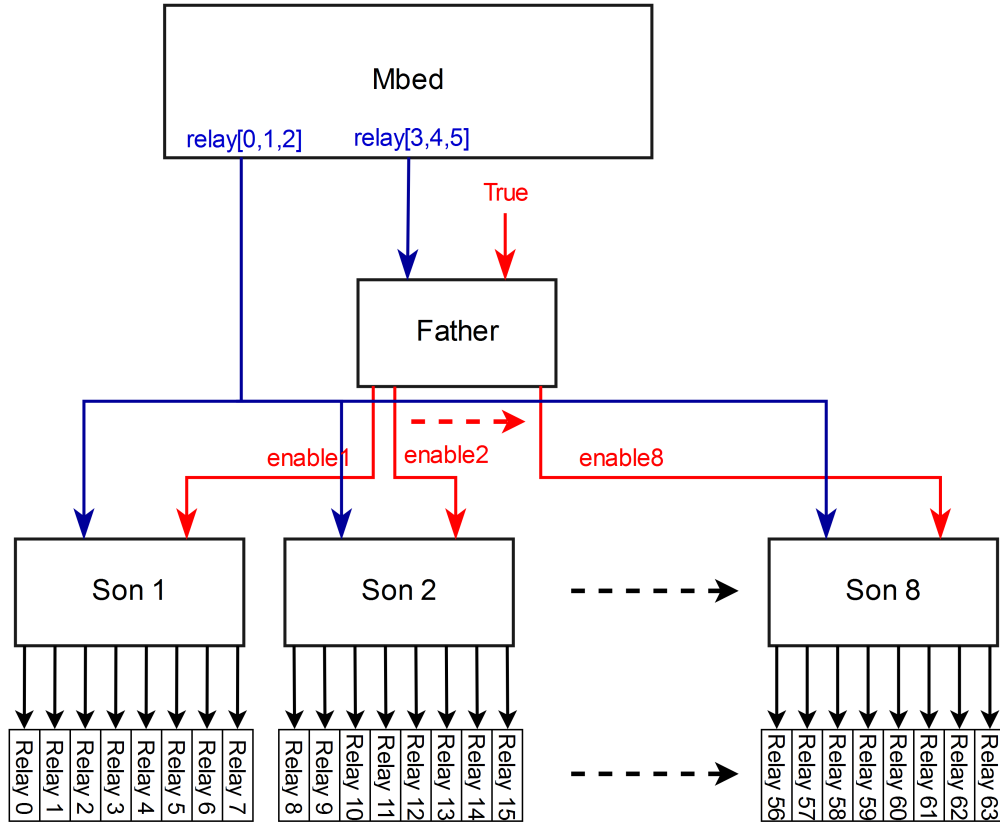 Mbed
relay[0,1,2]
relay[3,4,5]
True
Father
enable1
enable2
enable8
Son 1
Son 2
Son 8
Relay 0
Relay 1
Relay 2
Relay 3
Relay 4
Relay 5
Relay 6
Relay 7
Relay 8
Relay 9
Relay 10
Relay 11
Relay 12
Relay 13
Relay 14
Relay 15
Relay 56
Relay 57
Relay 58
Relay 59
Relay 60
Relay 61
Relay 62
Relay 63